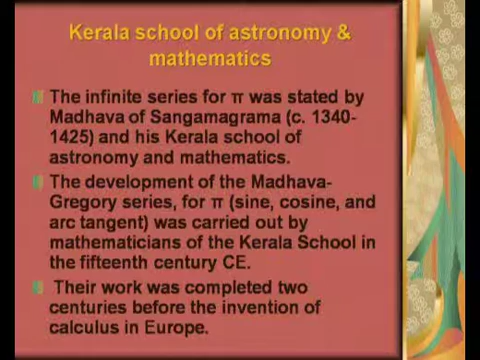 Kerala school of astronomy &
mathematics
The infinite series for π was stated by
Madhava of Sangamagrama (c. 1340-
1425) and his Kerala school of
astronomy and mathematics.
The development of the Madhava-
Gregory series, for π (sine, cosine, and
arc tangent) was carried out by
mathematicians of the Kerala School in
the fifteenth century CE.
Their work was completed two
centuries before the invention of
calculus in Europe.